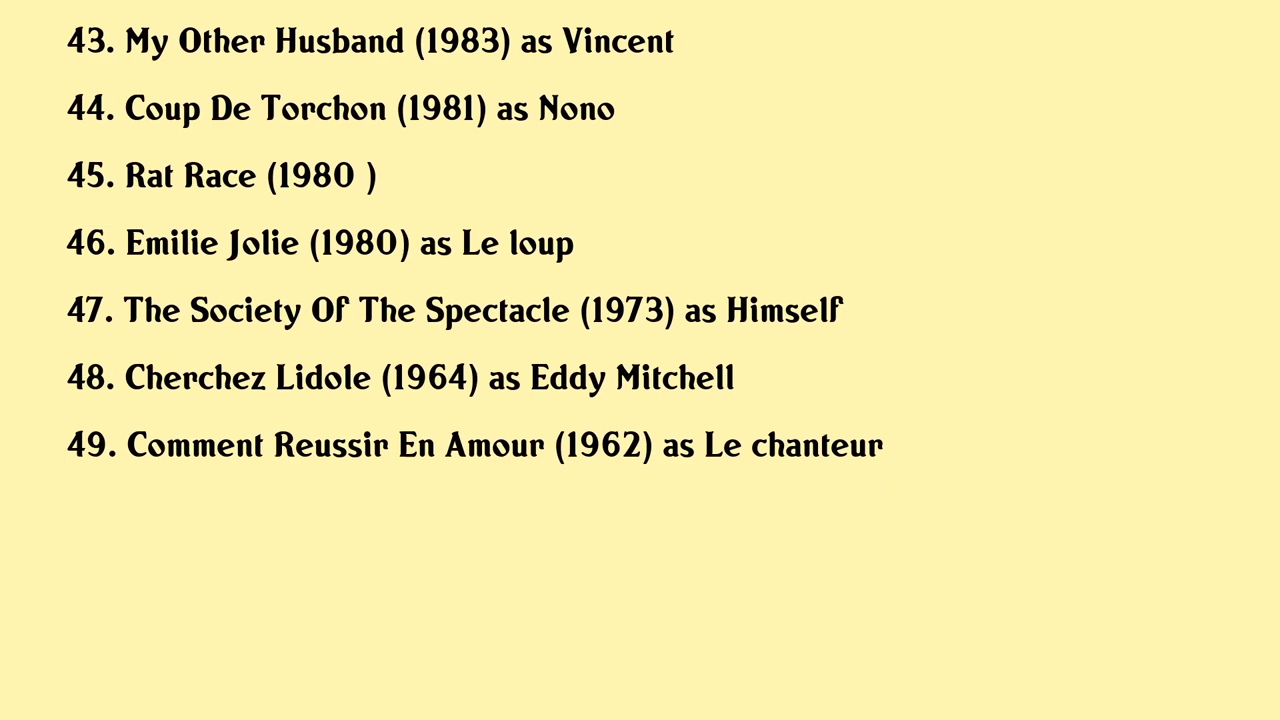 43. My Other Husband (1983) as Vincent
44. Coup De Torchon (1981) as Nono
45. Rat Race (1980 )
46. Emilie Jolie (1980) as Le loup
47. The Society Of The Spectacle (1973) as Himself
48. Cherchez Lidole (1964) as Eddy Mitchell
49. Comment Reussir En Amour (1962) as Le chanteur